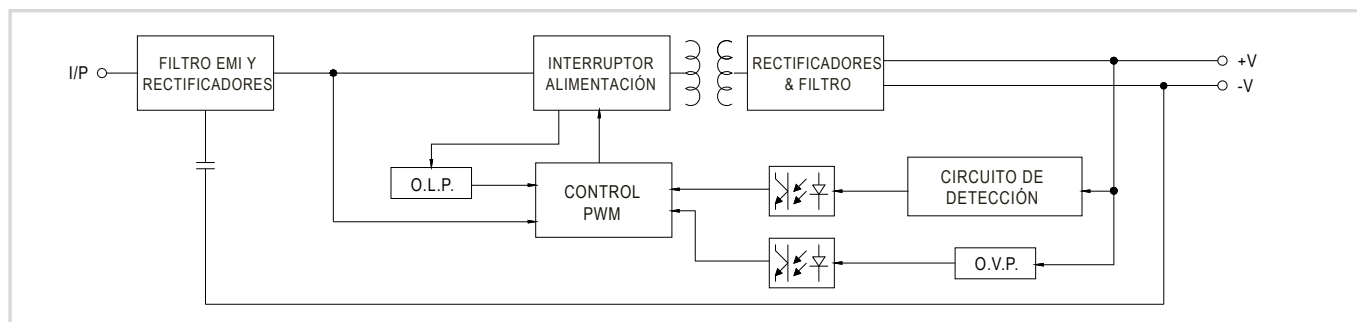 I/P
FILTRO EMI Y
RECTIFICADORES
INTERRUPTOR
ALIMENTACIÓN
RECTIFICADORES
& FILTRO
+V
-V
O.L.P.
CONTROL
PWM
CIRCUITO DE
DETECCIÓN
O.V.P.